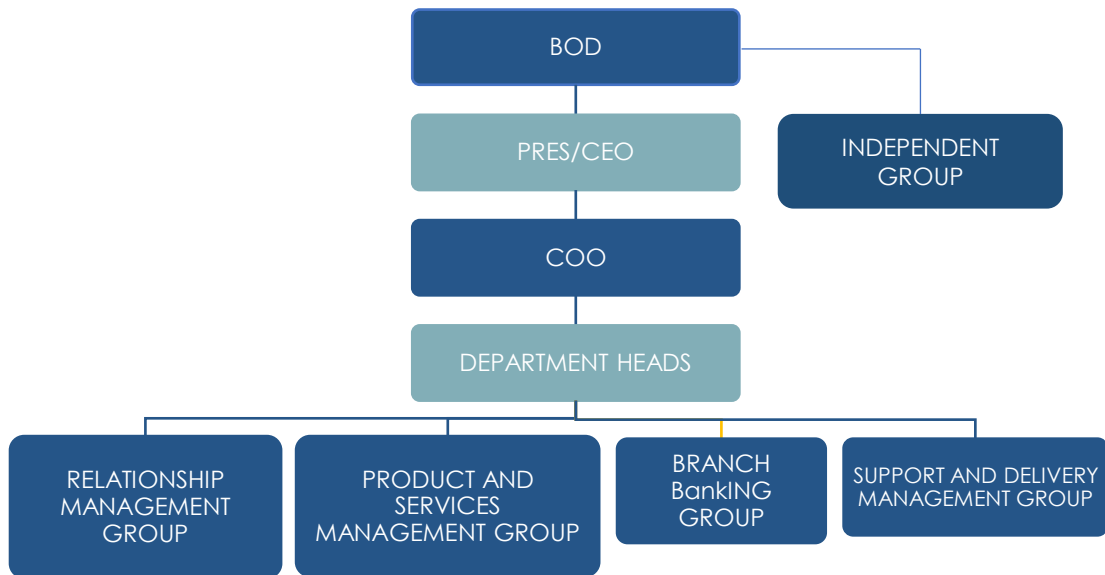 BOD
PRES/CEO
INDEPENDENT
GROUP
COO
DEPARTMENT HEADS
RELATIONSHIP
MANAGEMENT
GROUP
PRODUCT AND
SERVICES
MANAGEMENT GROUP
BRANCH
BankING
GROUP
SUPPORT AND DELIVERY
MANAGEMENT GROUP